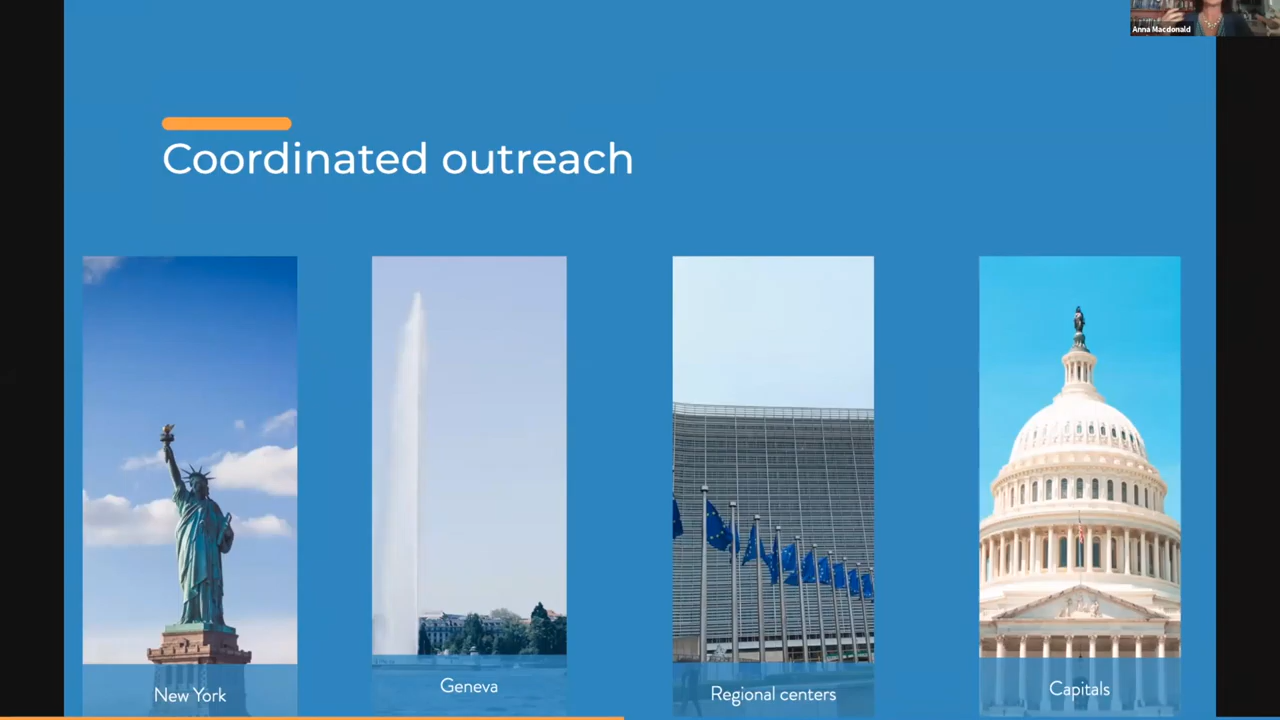 Anna Macdonald
Coordinated outreach
New York
Geneva
Regional centers
Capitals